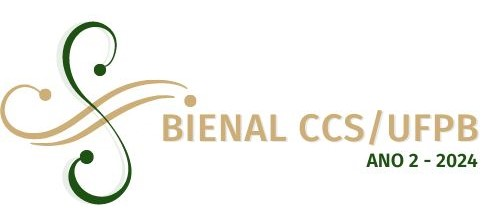 BIENAL CCS/UFPB
ANO 2 - 2024